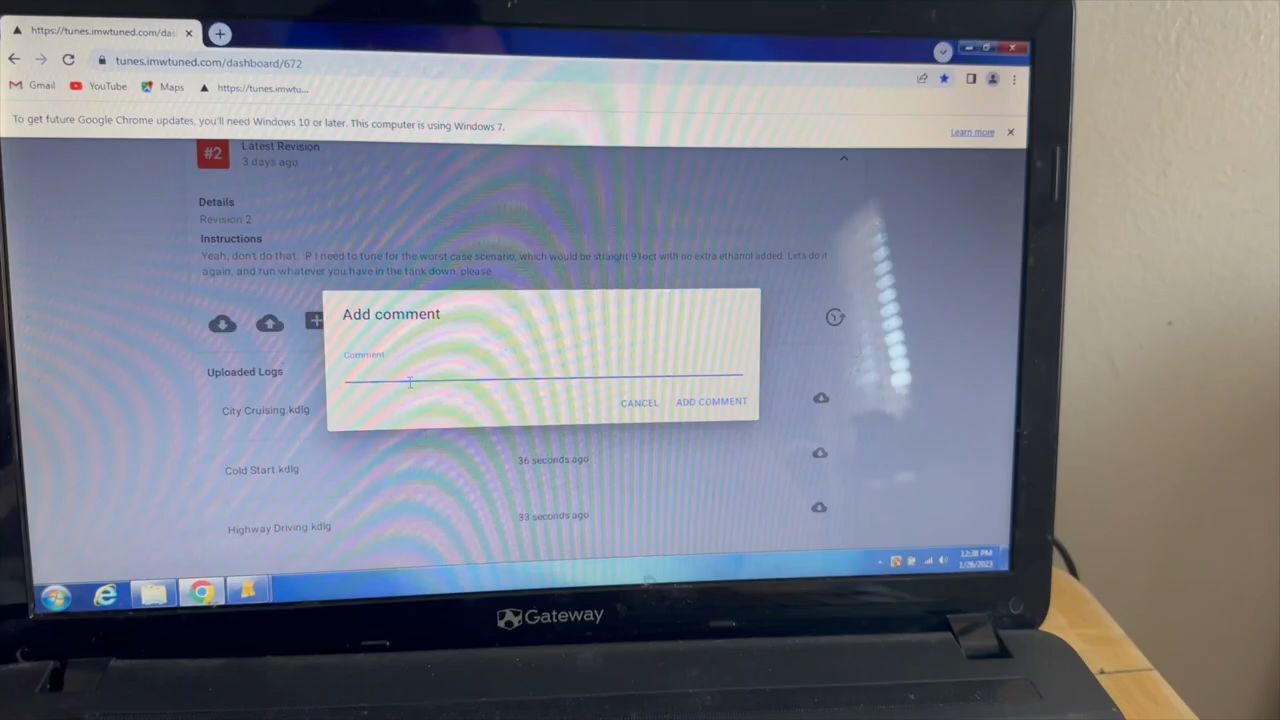 https://tunes.imwtuned.com/das
tunes.imwtuned.com/dashboard/672
Gmail YouTube Maps https://tunes.imwtu...
To get future Google Chrome updates, you'll need Windows 10 or later. This computer is using Windows 7.
Learn more
#2 Latest Revision
3 days ago
Details
Revision 2
Instructions
Yeah, don't do that. :P I need to tune for the worst-case scenario, which would be straight 91oct with no extra ethanol added. Lets do it
again, and run whatever you have in the tank down, please.
Add comment
Comment
CANCEL ADD COMMENT
Uploaded Logs
City Cruising.kdlg
Cold Start.kdlg 36 seconds ago
Highway Driving.kdlg 33 seconds ago
12:38 PM
1/26/2023
Gateway